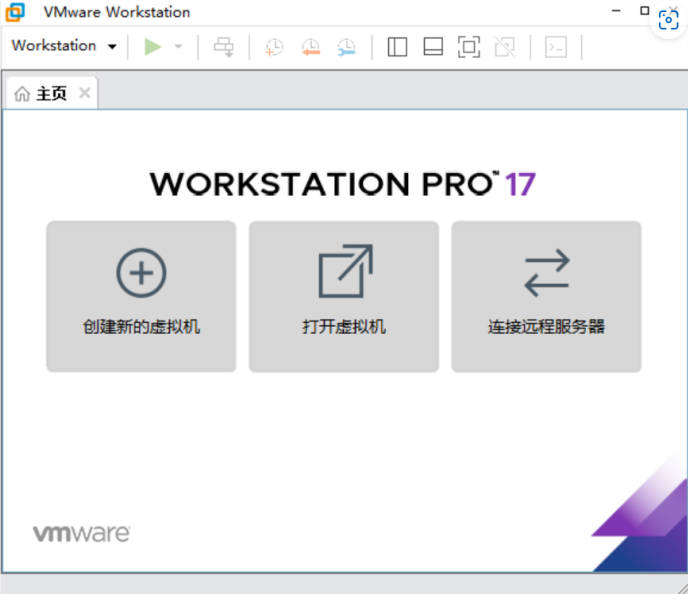 VMware Workstation
Workstation
主页
WORKSTATION PRO™ 17
创建新的虚拟机
打开虚拟机
连接远程服务器
vmware